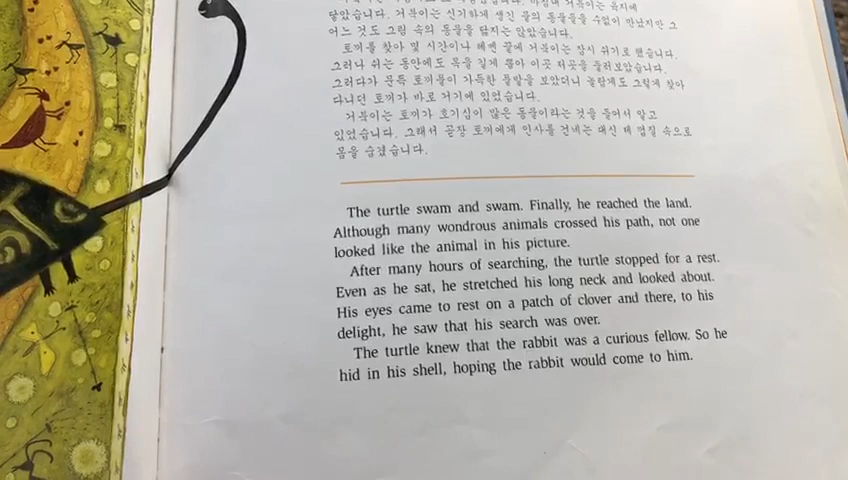 닿았습니다. 거북이는 신기하게 생긴 뭍의 동물들을 수없이 만났지만 그
어느 것도 그림 속의 동물을 닮지는 않았습니다.
토끼를 찾아 몇 시간이나 헤맨 끝에 거북이는 잠시 쉬기로 했습니다.
그러나 쉬는 동안에도 목을 길게 뽑아 이곳 저곳을 둘러보았습니다.
그러다가 문득 토끼풀이 가득한 풀밭을 보았더니 놀랍게도 그렇게 찾아
다니던 토끼가 바로 거기에 있었습니다.
거북이는 토끼가 호기심이 많은 동물이라는 것을 들어서 알고
있었습니다. 그래서 곧장 토끼에게 인사를 건네는 대신 제 껍질 속으로
몸을 숨겼습니다.
The turtle swam and swam. Finally, he reached the land.
Although many wondrous animals crossed his path, not one
looked like the animal in his picture.
After many hours of searching, the turtle stopped for a rest.
Even as he sat, he stretched his long neck and looked about.
His eyes came to rest on a patch of clover and there, to his
delight, he saw that his search was over.
The turtle knew that the rabbit was a curious fellow. So he
hid in his shell, hoping the rabbit would come to him.